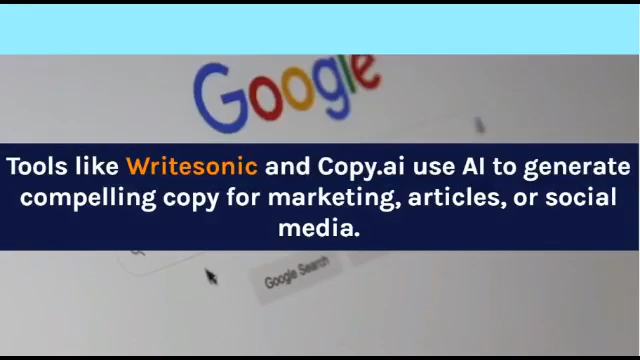 Google
Tools like Writesonic and Copy.ai use AI to generate
compelling copy for marketing, articles, or social
media.
Google Search